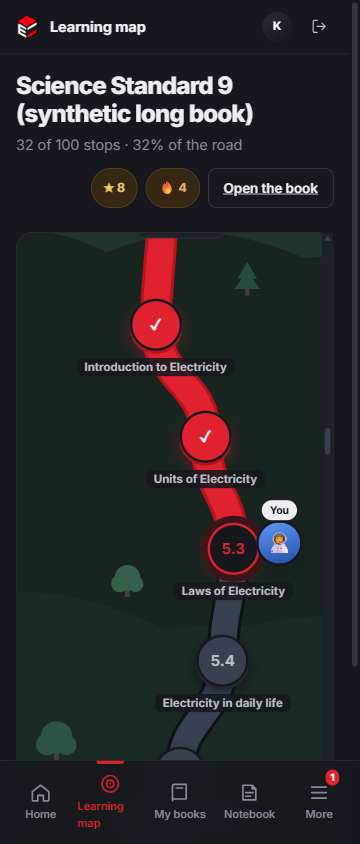 Learning map
K
Science Standard 9
(synthetic long book)
32 of 100 stops · 32% of the road
★ 8
🔥 4
Open the book
✓
Introduction to Electricity
✓
Units of Electricity
You
5.3
Laws of Electricity
5.4
Electricity in daily life
1
Home
Learning
map
My books
Notebook
More